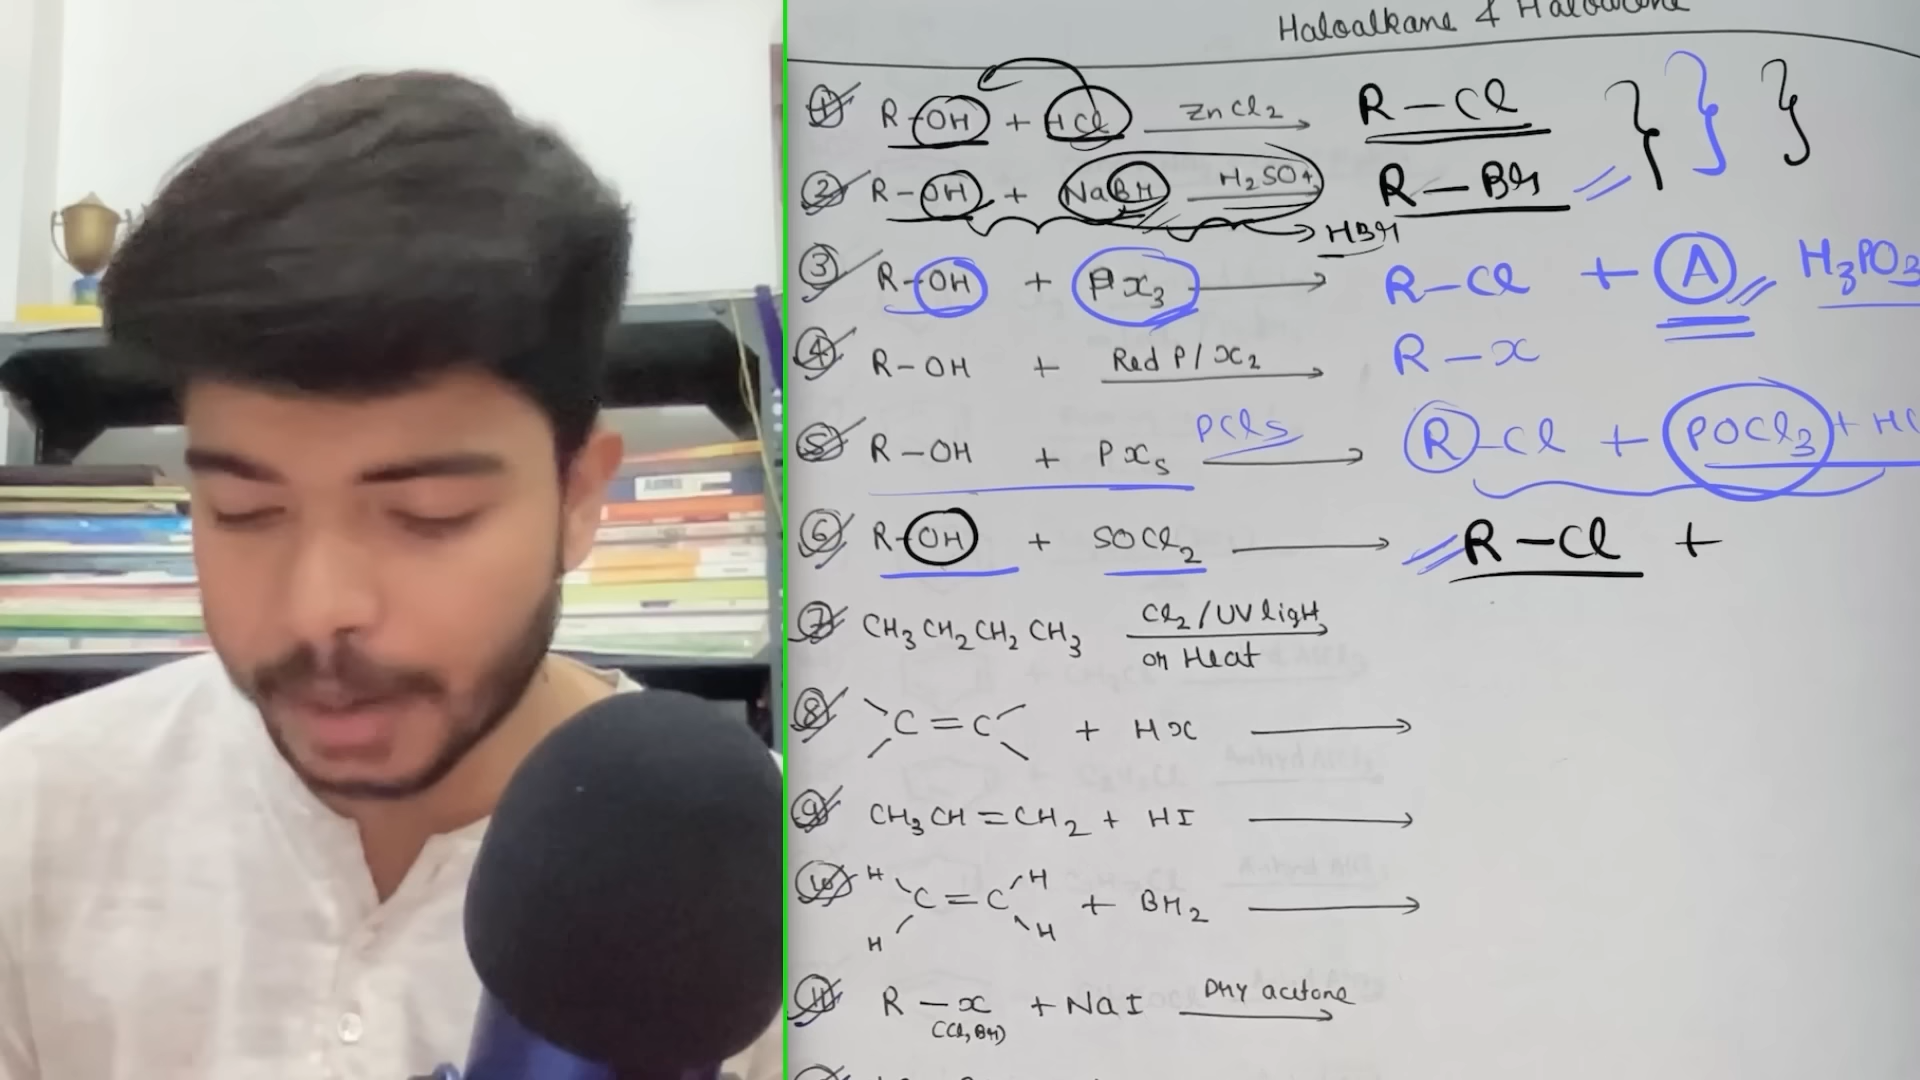 Haloalkane & Haloarene
① R-OH + HCl ZnCl2 → R-Cl } } }
② R-OH + NaBr H2SO4 → R-Br
HBr
③ R-OH + PX3 → R-Cl + A H3PO3
④ R-OH + Red P/X2 → R-X
⑤ R-OH + PX5 PCl5 → R-Cl + POCl3 + HC
⑥ R-OH + SOCl2 → R-Cl +
⑦ CH3CH2CH2CH3 Cl2/UV light
or Heat
⑧ C=C + HX →
⑨ CH3CH=CH2 + HI →
⑩ H H
C=C + Br2 →
H H
⑪ R-X + NaI Dry acetone →
(Cl, Br)